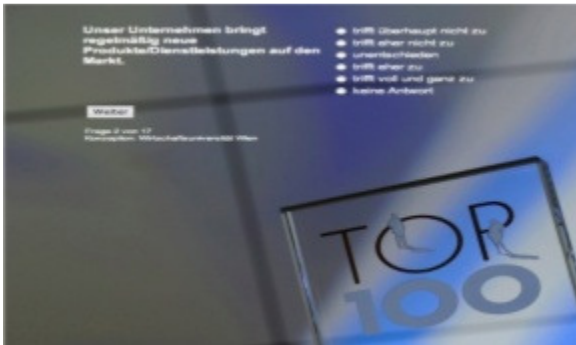 Unser Unternehmen bringt
regelmäßig neue
Produkte/Dienstleistungen auf den
Markt.
trifft überhaupt nicht zu
trifft eher nicht zu
unentschieden
trifft eher zu
trifft voll und ganz zu
keine Antwort
Weiter
Frage 2 von 17
Konzeption: Wirtschaftsuniversität Wien
TOP
100